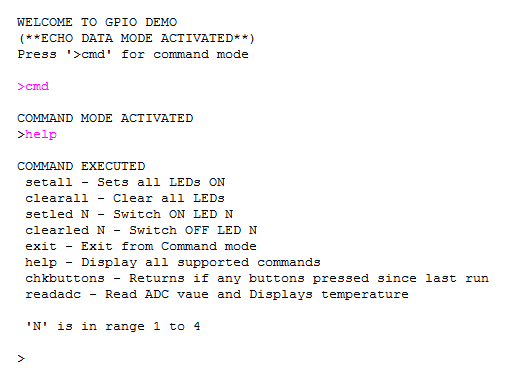 WELCOME TO GPIO DEMO
(**ECHO DATA MODE ACTIVATED**)
Press '>cmd' for command mode
>cmd
COMMAND MODE ACTIVATED
>help
COMMAND EXECUTED
setall - Sets all LEDs ON
clearall - Clear all LEDs
setled N - Switch ON LED N
clearled N - Switch OFF LED N
exit - Exit from Command mode
help - Display all supported commands
chkbuttons - Returns if any buttons pressed since last run
readadc - Read ADC vaue and Displays temperature
'N' is in range 1 to 4
>